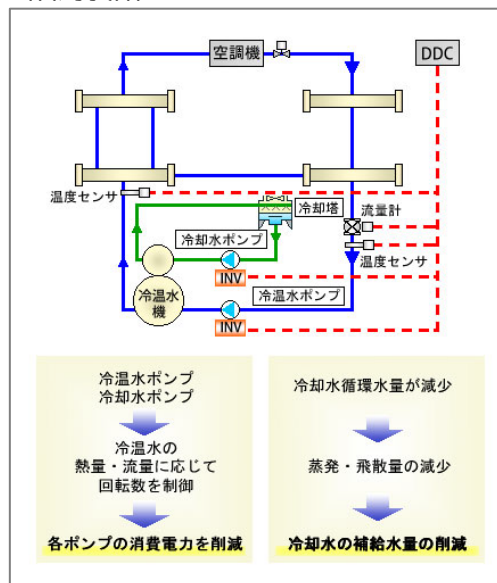 空調機
DDC
温度センサ
冷却塔
流量計
冷却水ポンプ
温度センサ
INV
冷温水機
冷温水ポンプ
INV
冷温水ポンプ
冷却水ポンプ
冷温水の
熱量・流量に応じて
回転数を制御
各ポンプの消費電力を削減
冷却水循環水量が減少
蒸発・飛散量の減少
冷却水の補給水量の削減